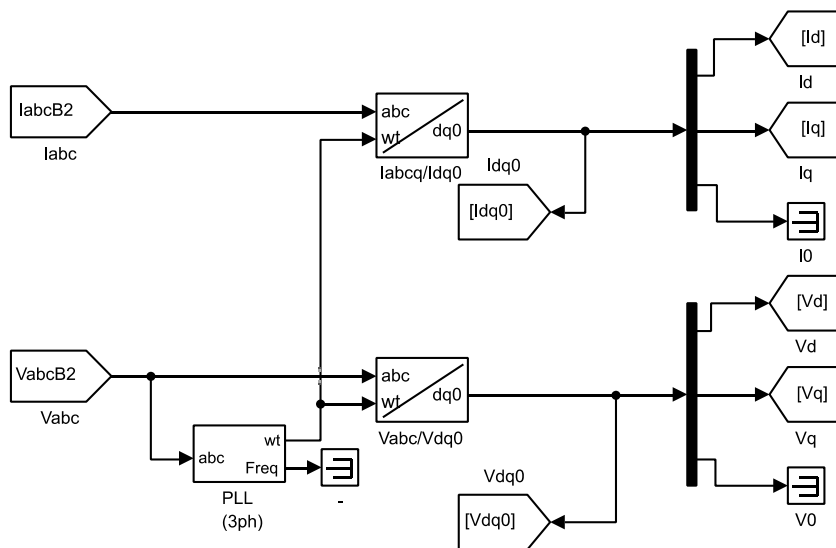 [Id]
Id
IabcB2
Iabc
abc
wt
dq0
Iabcq/Idq0
Idq0
[Idq0]
[Iq]
Iq
I0
[Vd]
Vd
VabcB2
Vabc
abc
wt
dq0
Vabc/Vdq0
[Vq]
Vq
abc
wt
Freq
PLL
(3ph)
-
Vdq0
[Vdq0]
V0